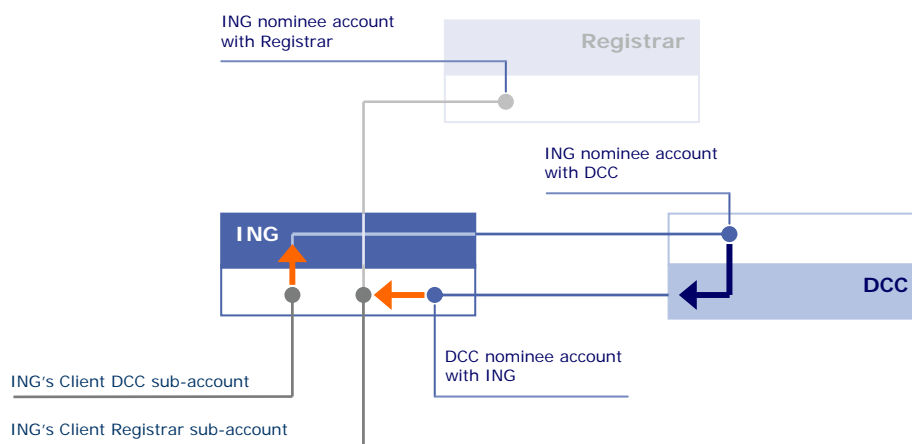 ING nominee account
with Registrar
Registrar
ING nominee account
with DCC
ING
DCC
DCC nominee account
with ING
ING's Client DCC sub-account
ING's Client Registrar sub-account